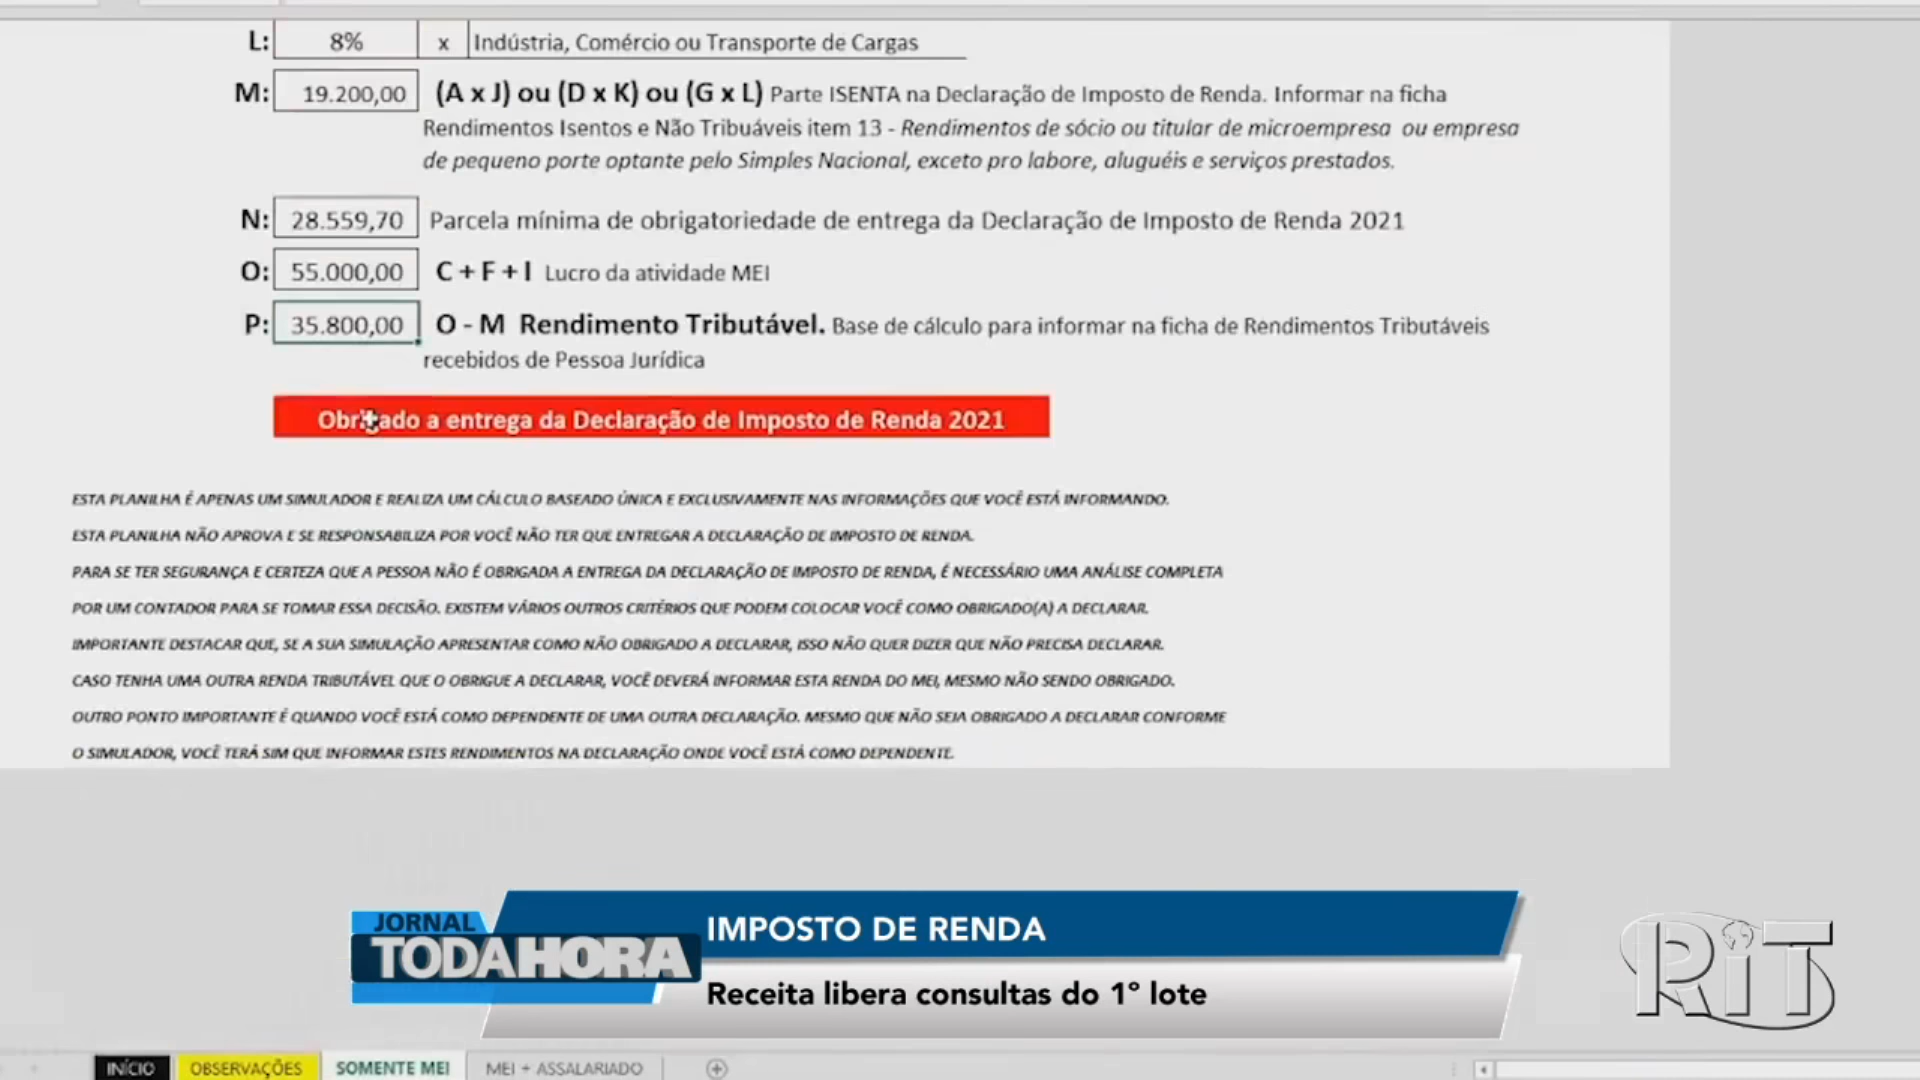 L: 8% x Indústria, Comércio ou Transporte de Cargas
M: 19.200,00 (A x J) ou (D x K) ou (G x L) Parte ISENTA na Declaração de Imposto de Renda. Informar na ficha
Rendimentos Isentos e Não Tribuáveis item 13 - Rendimentos de sócio ou titular de microempresa ou empresa
de pequeno porte optante pelo Simples Nacional, exceto pro labore, aluguéis e serviços prestados.
N: 28.559,70 Parcela mínima de obrigatoriedade de entrega da Declaração de Imposto de Renda 2021
O: 55.000,00 C + F + I Lucro da atividade MEI
P: 35.800,00 O - M Rendimento Tributável. Base de cálculo para informar na ficha de Rendimentos Tributáveis
recebidos de Pessoa Jurídica
Obrigado a entrega da Declaração de Imposto de Renda 2021
ESTA PLANILHA É APENAS UM SIMULADOR E REALIZA UM CÁLCULO BASEADO ÚNICA E EXCLUSIVAMENTE NAS INFORMAÇÕES QUE VOCÊ ESTÁ INFORMANDO.
ESTA PLANILHA NÃO APROVA E SE RESPONSABILIZA POR VOCÊ NÃO TER QUE ENTREGAR A DECLARAÇÃO DE IMPOSTO DE RENDA.
PARA SE TER SEGURANÇA E CERTEZA QUE A PESSOA NÃO É OBRIGADA A ENTREGA DA DECLARAÇÃO DE IMPOSTO DE RENDA, É NECESSÁRIO UMA ANÁLISE COMPLETA
POR UM CONTADOR PARA SE TOMAR ESSA DECISÃO. EXISTEM VÁRIOS OUTROS CRITÉRIOS QUE PODEM COLOCAR VOCÊ COMO OBRIGADO(A) A DECLARAR.
IMPORTANTE DESTACAR QUE, SE A SUA SIMULAÇÃO APRESENTAR COMO NÃO OBRIGADO A DECLARAR, ISSO NÃO QUER DIZER QUE NÃO PRECISA DECLARAR.
CASO TENHA UMA OUTRA RENDA TRIBUTÁVEL QUE O OBRIGUE A DECLARAR, VOCÊ DEVERÁ INFORMAR ESTA RENDA DO MEI, MESMO NÃO SENDO OBRIGADO.
OUTRO PONTO IMPORTANTE É QUANDO VOCÊ ESTÁ COMO DEPENDENTE DE UMA OUTRA DECLARAÇÃO. MESMO QUE NÃO SEJA OBRIGADO A DECLARAR CONFORME
O SIMULADOR, VOCÊ TERÁ SIM QUE INFORMAR ESTES RENDIMENTOS NA DECLARAÇÃO ONDE VOCÊ ESTÁ COMO DEPENDENTE.
JORNAL
TODAHORA
IMPOSTO DE RENDA
Receita libera consultas do 1º lote
RiT
INÍCIO OBSERVAÇÕES SOMENTE MEI MEI + ASSALARIADO